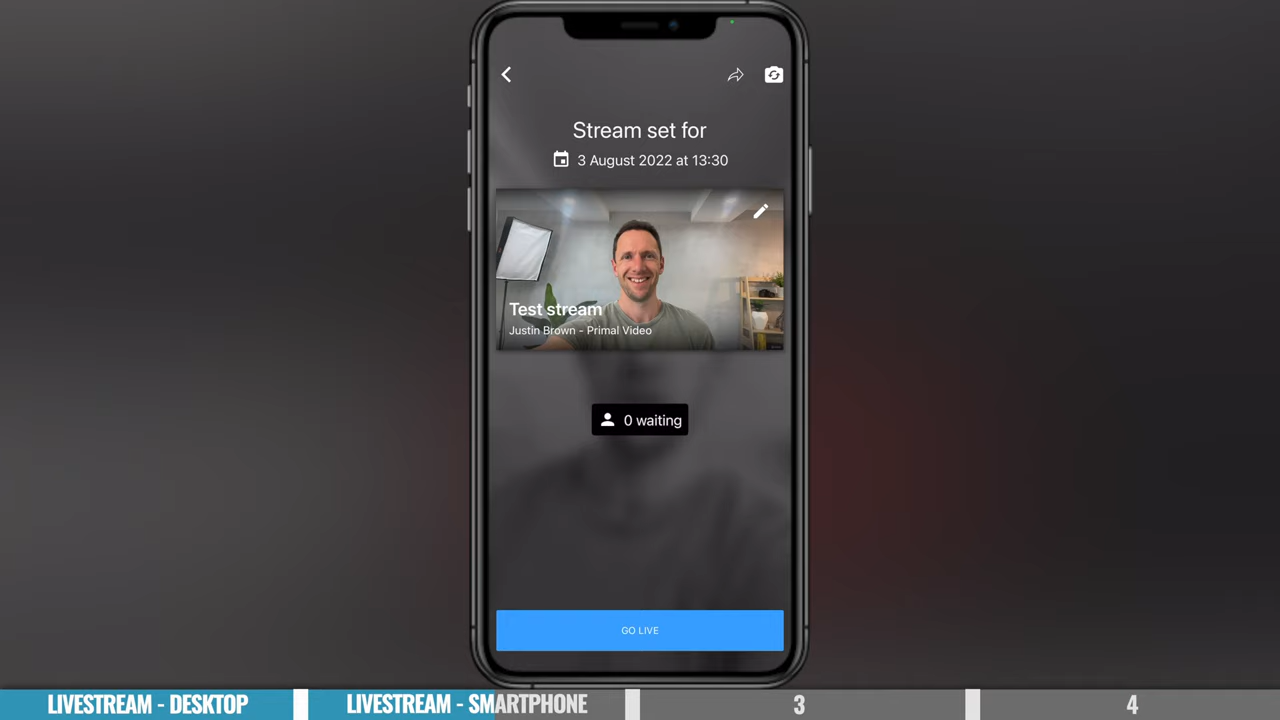 Stream set for
3 August 2022 at 13:30
Test stream
Justin Brown - Primal Video
0 waiting
GO LIVE
LIVESTREAM - DESKTOP
LIVESTREAM - SMARTPHONE
3
4